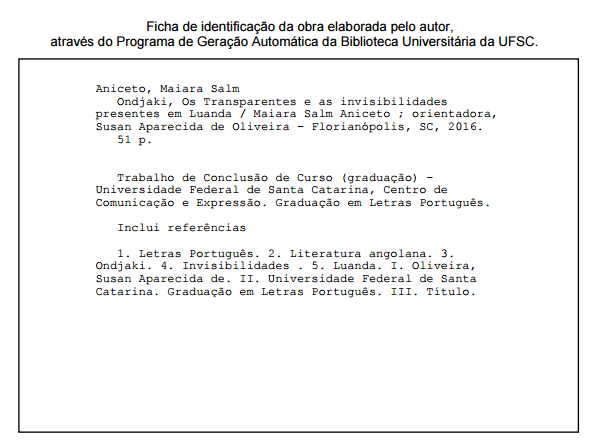 Ficha de identificação da obra elaborada pelo autor,
através do Programa de Geração Automática da Biblioteca Universitária da UFSC.
Aniceto, Maiara Salm
Ondjaki, Os Transparentes e as invisibilidades
presentes em Luanda / Maiara Salm Aniceto ; orientadora,
Susan Aparecida de Oliveira - Florianópolis, SC, 2016.
51 p.
Trabalho de Conclusão de Curso (graduação) -
Universidade Federal de Santa Catarina, Centro de
Comunicação e Expressão. Graduação em Letras Português.
Inclui referências
1. Letras Português. 2. Literatura angolana. 3.
Ondjaki. 4. Invisibilidades . 5. Luanda. I. Oliveira,
Susan Aparecida de. II. Universidade Federal de Santa
Catarina. Graduação em Letras Português. III. Título.